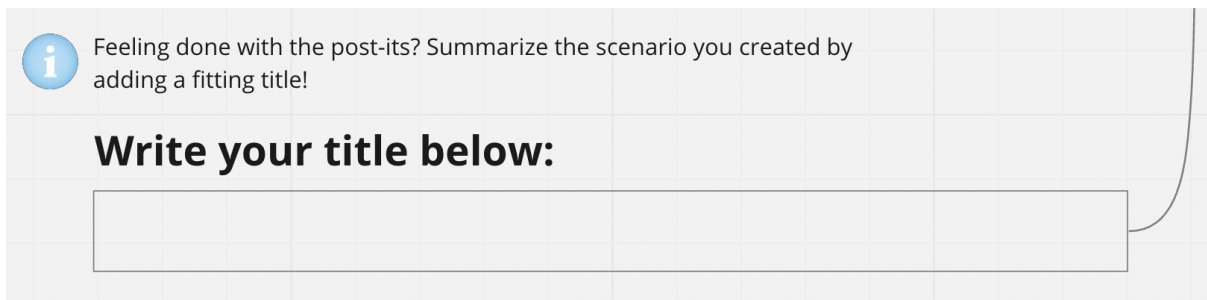 Feeling done with the post-its? Summarize the scenario you created by
adding a fitting title!
Write your title below: